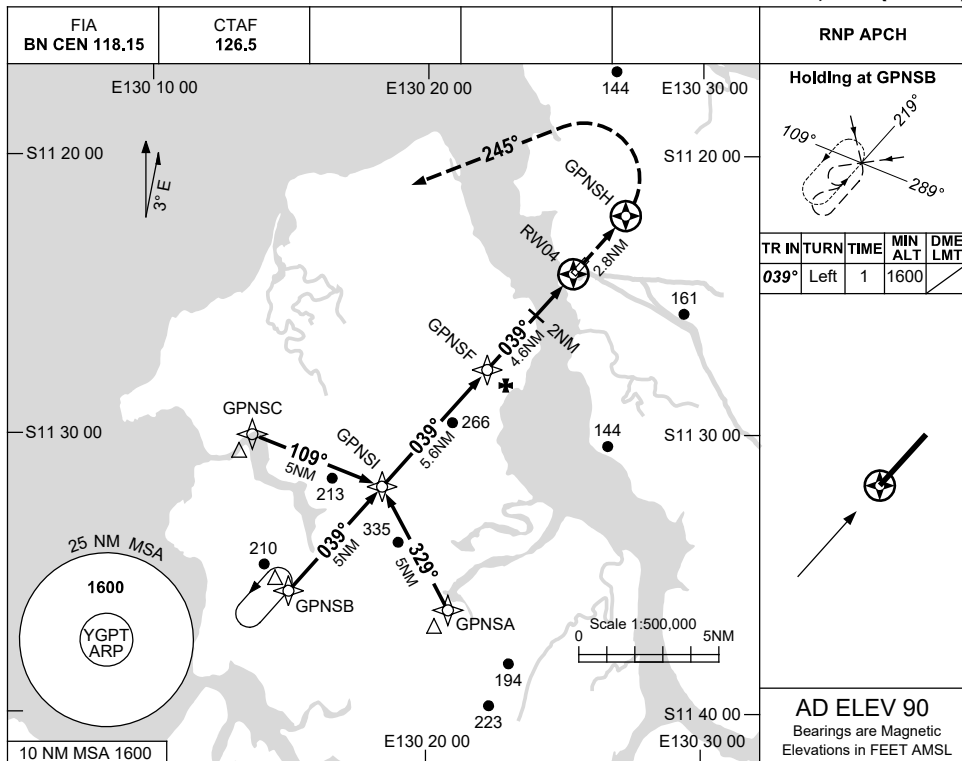 FIA
BN CEN 118.15
CTAF
126.5
RNP APCH
E130 10 00
E130 20 00
144
E130 30 00
Holding at GPNSB
219°
109°
289°
S11 20 00
S11 20 00
3° E
245°
GPNSH
TR IN TURN TIME MIN ALT DME LMT
039° Left 1 1600
RW04
2.8NM
161
2NM
GPNSF
039°
4.6NM
GPNSC
266
S11 30 00
S11 30 00
144
GPNSI
039°
5.6NM
109°
5NM
213
335
210
039°
5NM
329°
5NM
25 NM MSA
1600
YGPT
ARP
GPNSB
GPNSA
Scale 1:500,000
0 5NM
194
223
S11 40 00
E130 20 00
E130 30 00
10 NM MSA 1600
AD ELEV 90
Bearings are Magnetic
Elevations in FEET AMSL